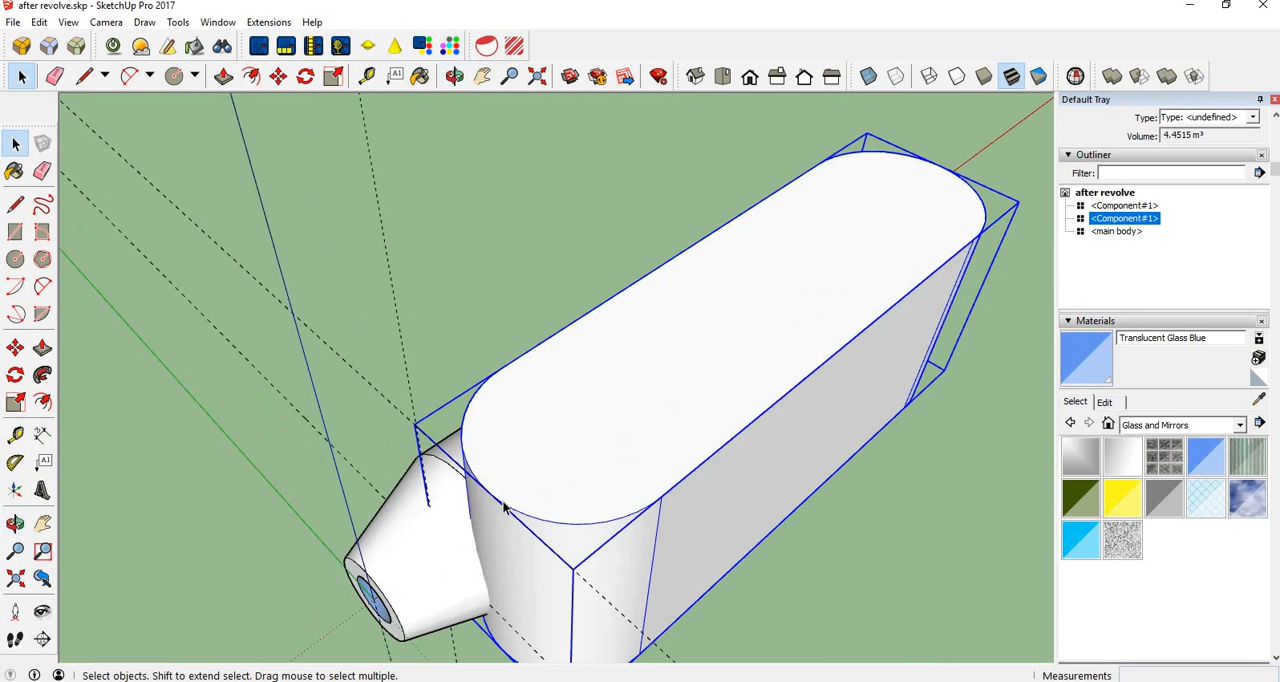 after revolve.skp - SketchUp Pro 2017
File Edit View Camera Draw Tools Window Extensions Help
Default Tray
Type: Type: <undefined>
Volume: 4.4515 m³
Outliner
Filter:
after revolve
<Component#1>
<Component#1>
<main body>
Materials
Translucent Glass Blue
Select Edit
Glass and Mirrors
Select objects. Shift to extend select. Drag mouse to select multiple.
Measurements